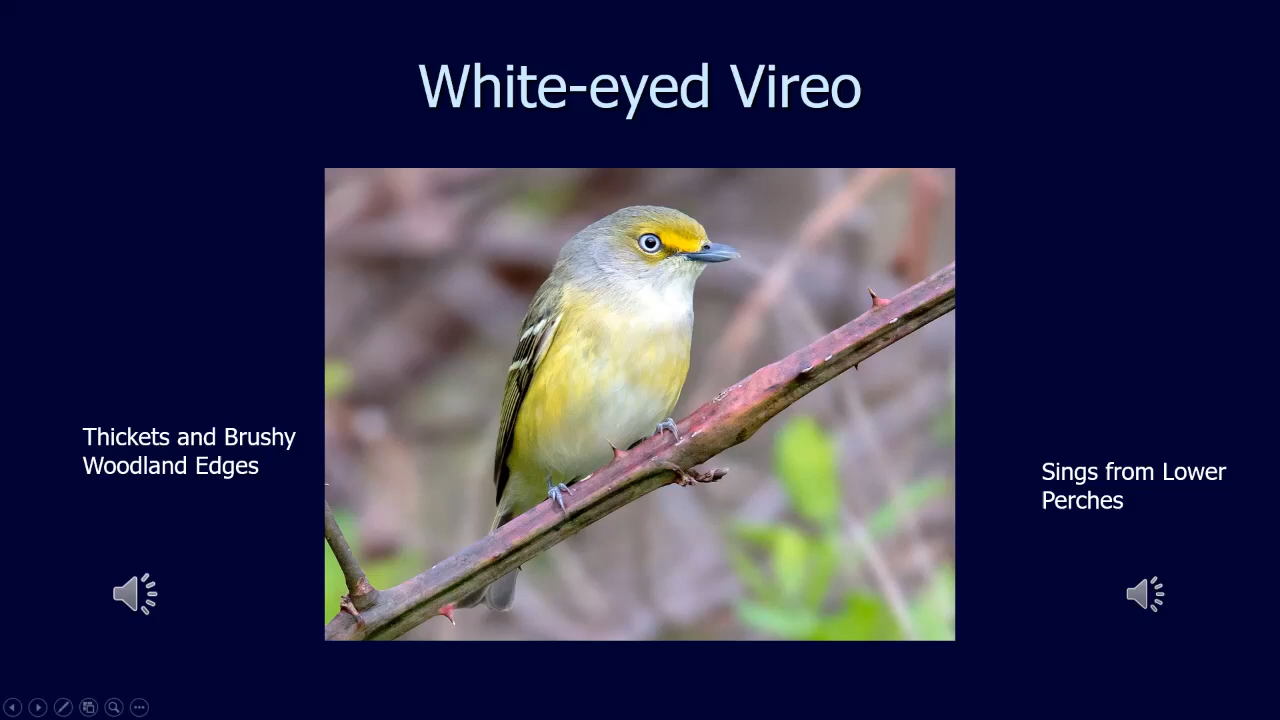 White-eyed Vireo
Thickets and Brushy
Woodland Edges
Sings from Lower
Perches